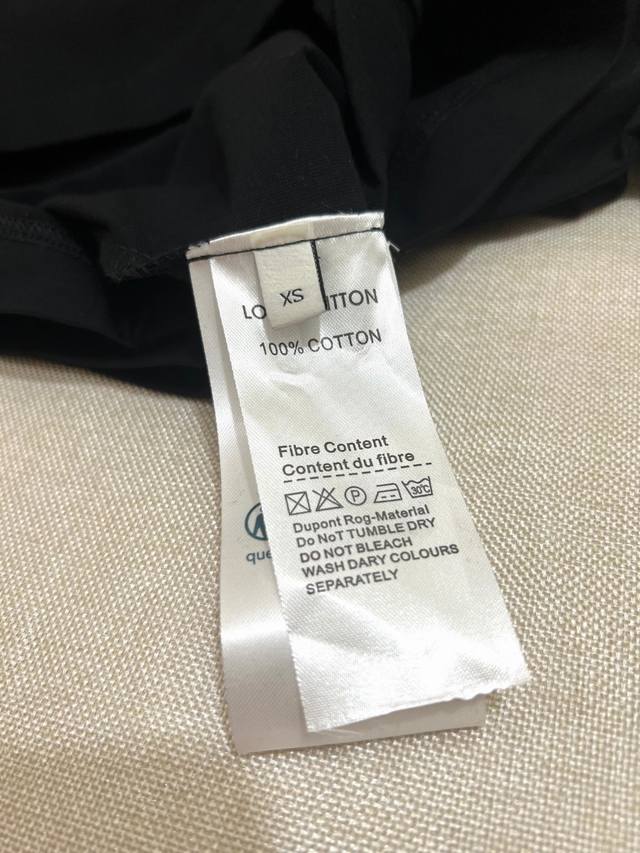 XS
LO ITTON
100% COTTON
Fibre Content
Content du fibre
P 30°C
Dupont Rog-Material
Do NoT TUMBLE DRY
DO NOT BLEACH
WASH DARY COLOURS
SEPARATELY
que